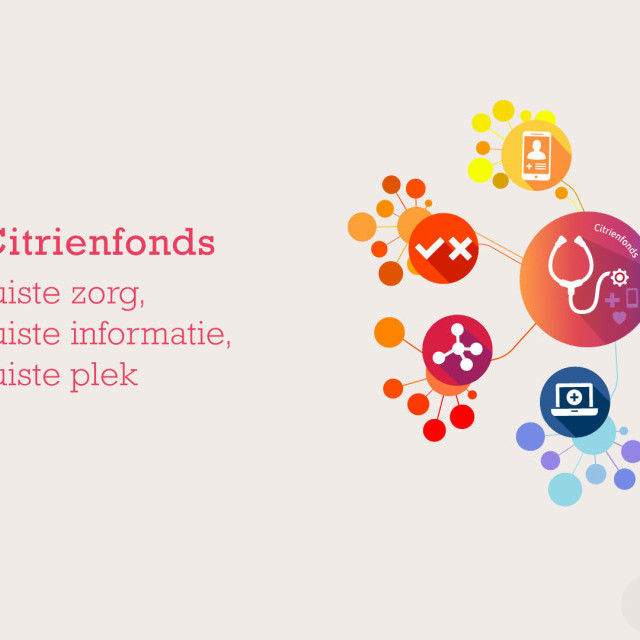 Citrienfonds
uiste zorg,
uiste informatie,
uiste plek
Citrienfonds